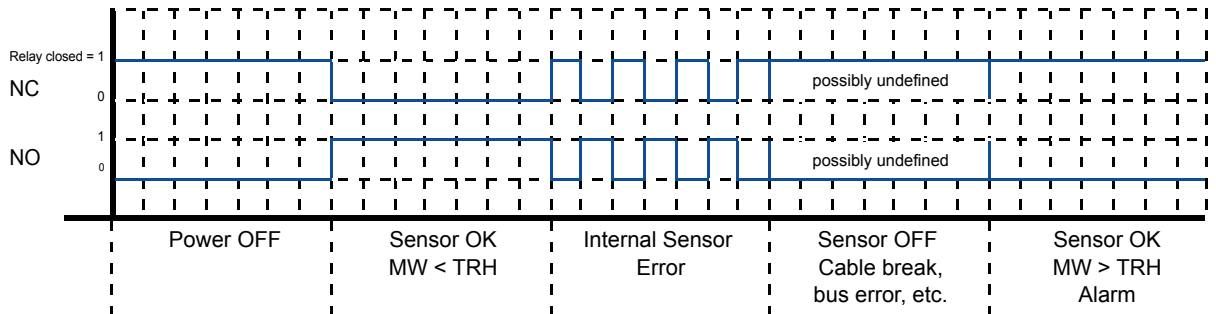 Relay closed = 1
NC
0
possibly undefined
1
NO
0
possibly undefined
Power OFF
Sensor OK
MW < TRH
Internal Sensor
Error
Sensor OFF
Cable break,
bus error, etc.
Sensor OK
MW > TRH
Alarm